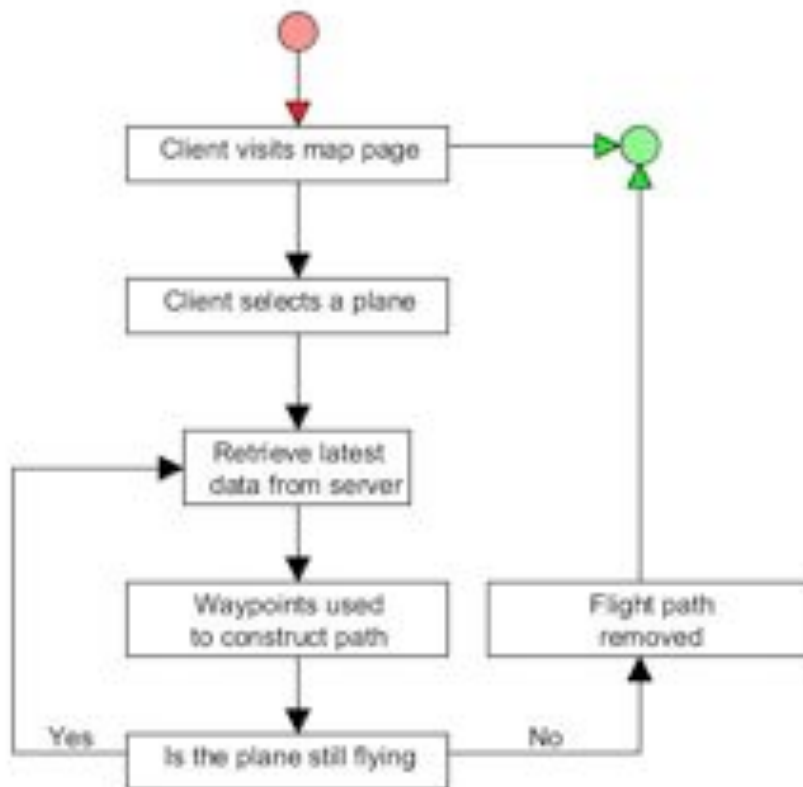 Client visits map page
Client selects a plane
Retrieve latest
data from server
Waypoints used
to construct path
Flight path
removed
Yes
No
Is the plane still flying